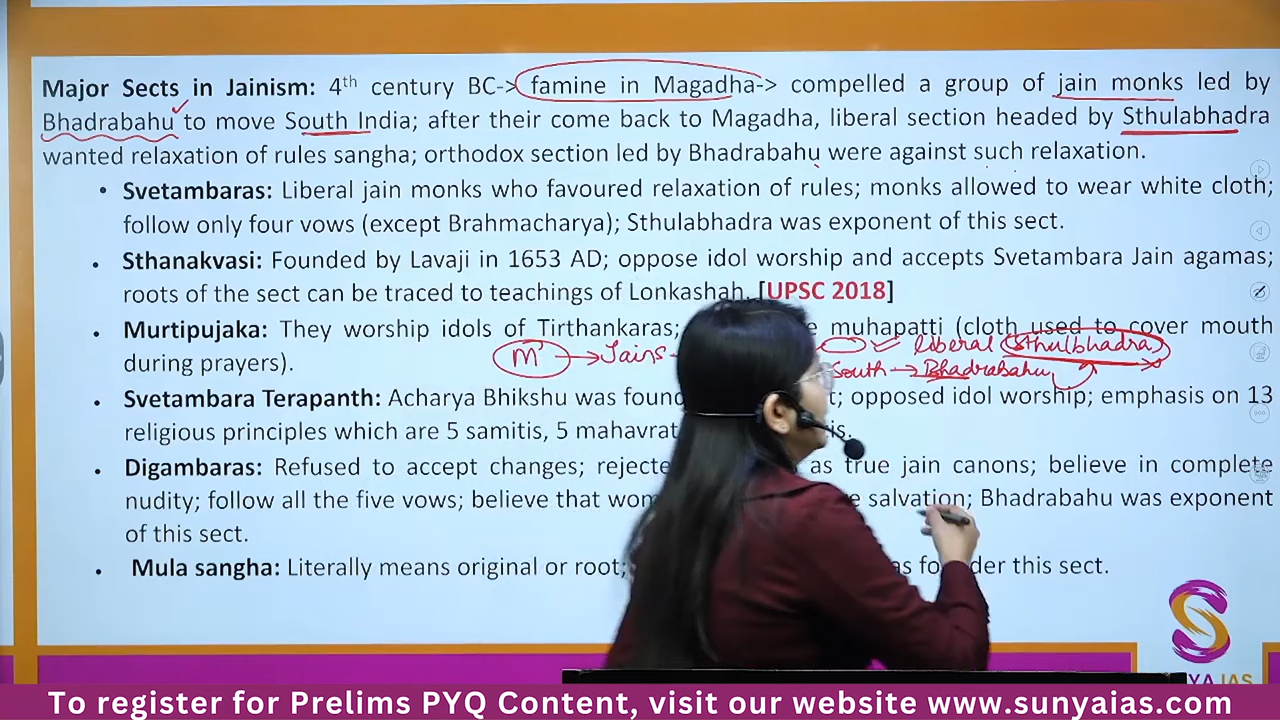 Major Sects in Jainism: 4th century BC-> famine in Magadha-> compelled a group of jain monks led by
Bhadrabahu to move South India; after their come back to Magadha, liberal section headed by Sthulabhadra
wanted relaxation of rules sangha; orthodox section led by Bhadrabahu were against such relaxation.
• Svetambaras: Liberal jain monks who favoured relaxation of rules; monks allowed to wear white cloth;
follow only four vows (except Brahmacharya); Sthulabhadra was exponent of this sect.
• Sthanakvasi: Founded by Lavaji in 1653 AD; oppose idol worship and accepts Svetambara Jain agamas;
roots of the sect can be traced to teachings of Lonkashah. [UPSC 2018]
• Murtipujaka: They worship idols of Tirthankaras; muhapatti (cloth used to cover mouth
M' → Jains liberal (Sthulbhadra)
during prayers).
South → Bhadrabahu
• Svetambara Terapanth: Acharya Bhikshu was opposed idol worship; emphasis on 13
religious principles which are 5 samitis, 5
• Digambaras: Refused to accept changes; as true jain canons; believe in complete
nudity; follow all the five vows; believe that salvation; Bhadrabahu was exponent
of this sect.
• Mula sangha: Literally means original or root; this sect.
S
IAS
To register for Prelims PYQ Content, visit our website www.sunyaias.com